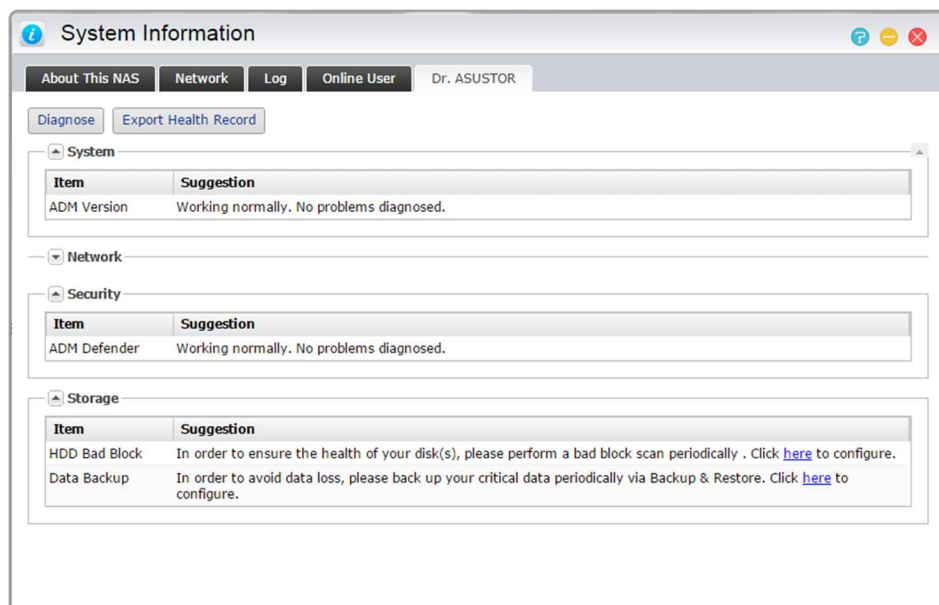 System Information
About This NAS Network Log Online User Dr. ASUSTOR
Diagnose Export Health Record
System
Item Suggestion
ADM Version Working normally. No problems diagnosed.
Network
Security
Item Suggestion
ADM Defender Working normally. No problems diagnosed.
Storage
Item Suggestion
HDD Bad Block In order to ensure the health of your disk(s), please perform a bad block scan periodically . Click here to configure.
Data Backup In order to avoid data loss, please back up your critical data periodically via Backup & Restore. Click here to
configure.